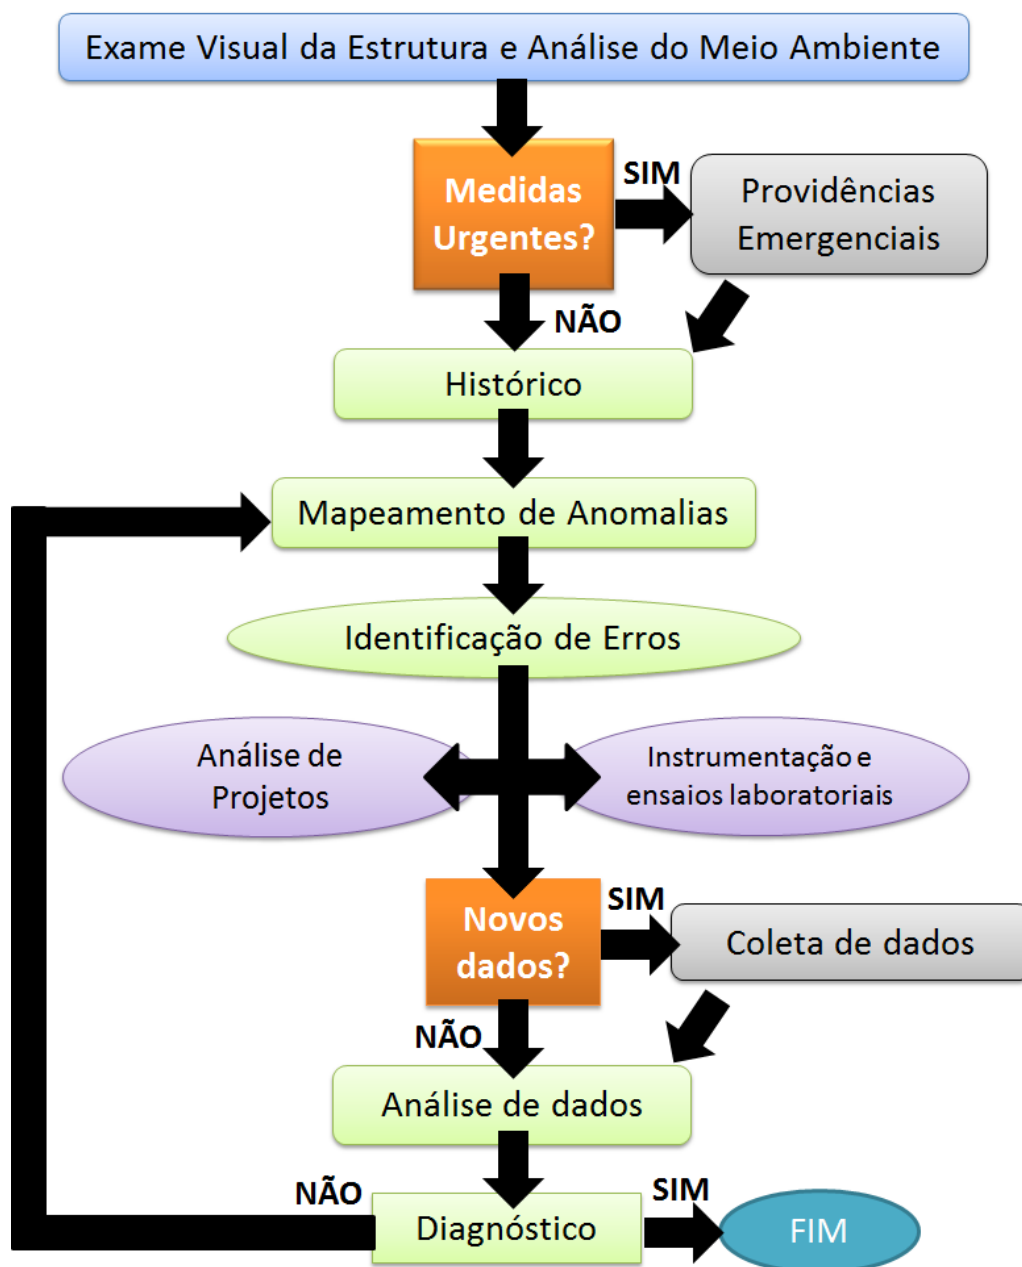 Exame Visual da Estrutura e Análise do Meio Ambiente
Medidas
Urgentes?
SIM
Providências
Emergenciais
NÃO
Histórico
Mapeamento de Anomalias
Identificação de Erros
Análise de
Projetos
Instrumentação e
ensaios laboratoriais
Novos
dados?
SIM
Coleta de dados
NÃO
Análise de dados
NÃO
Diagnóstico
SIM
FIM